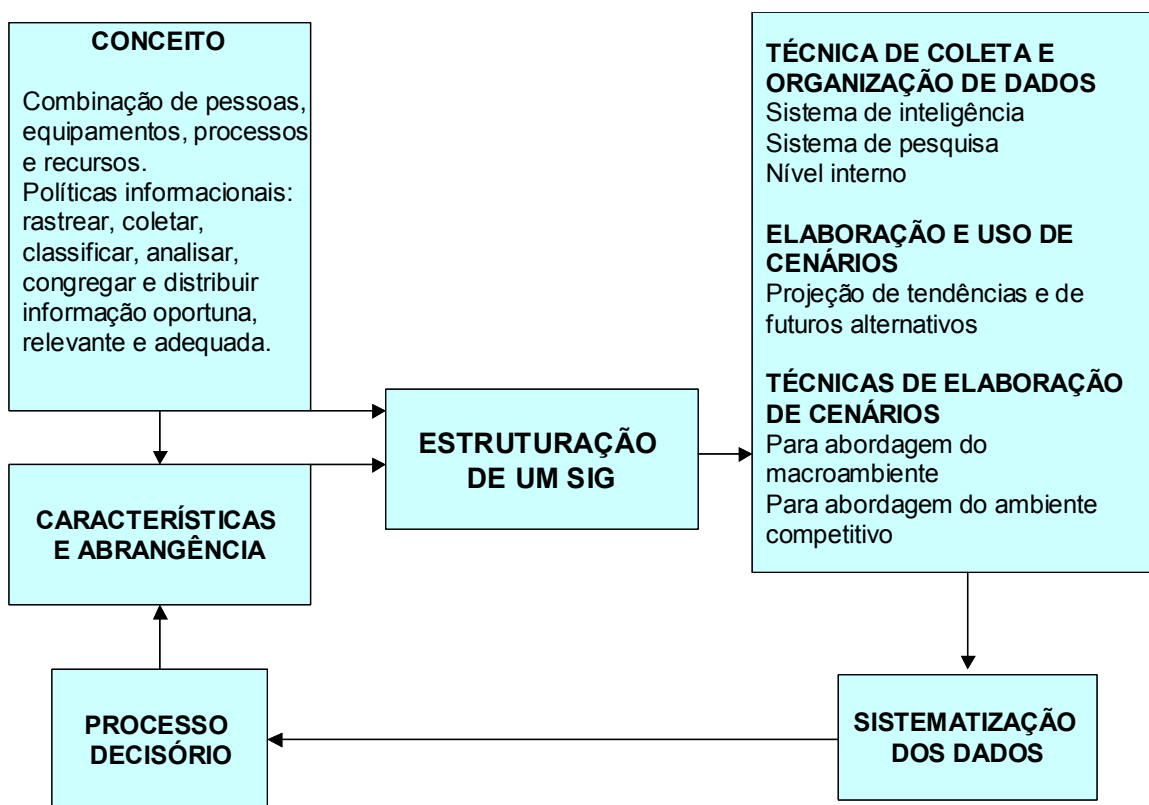 CONCEITO
Combinação de pessoas,
equipamentos, processos
e recursos.
Políticas informacionais:
rastrear, coletar,
classificar, analisar,
congregar e distribuir
informação oportuna,
relevante e adequada.
CARACTERÍSTICAS
E ABRANGÊNCIA
PROCESSO
DECISÓRIO
ESTRUTURAÇÃO
DE UM SIG
TÉCNICA DE COLETA E
ORGANIZAÇÃO DE DADOS
Sistema de inteligência
Sistema de pesquisa
Nível interno
ELABORAÇÃO E USO DE
CENÁRIOS
Projeção de tendências e de
futuros alternativos
TÉCNICAS DE ELABORAÇÃO
DE CENÁRIOS
Para abordagem do
macroambiente
Para abordagem do ambiente
competitivo
SISTEMATIZAÇÃO
DOS DADOS